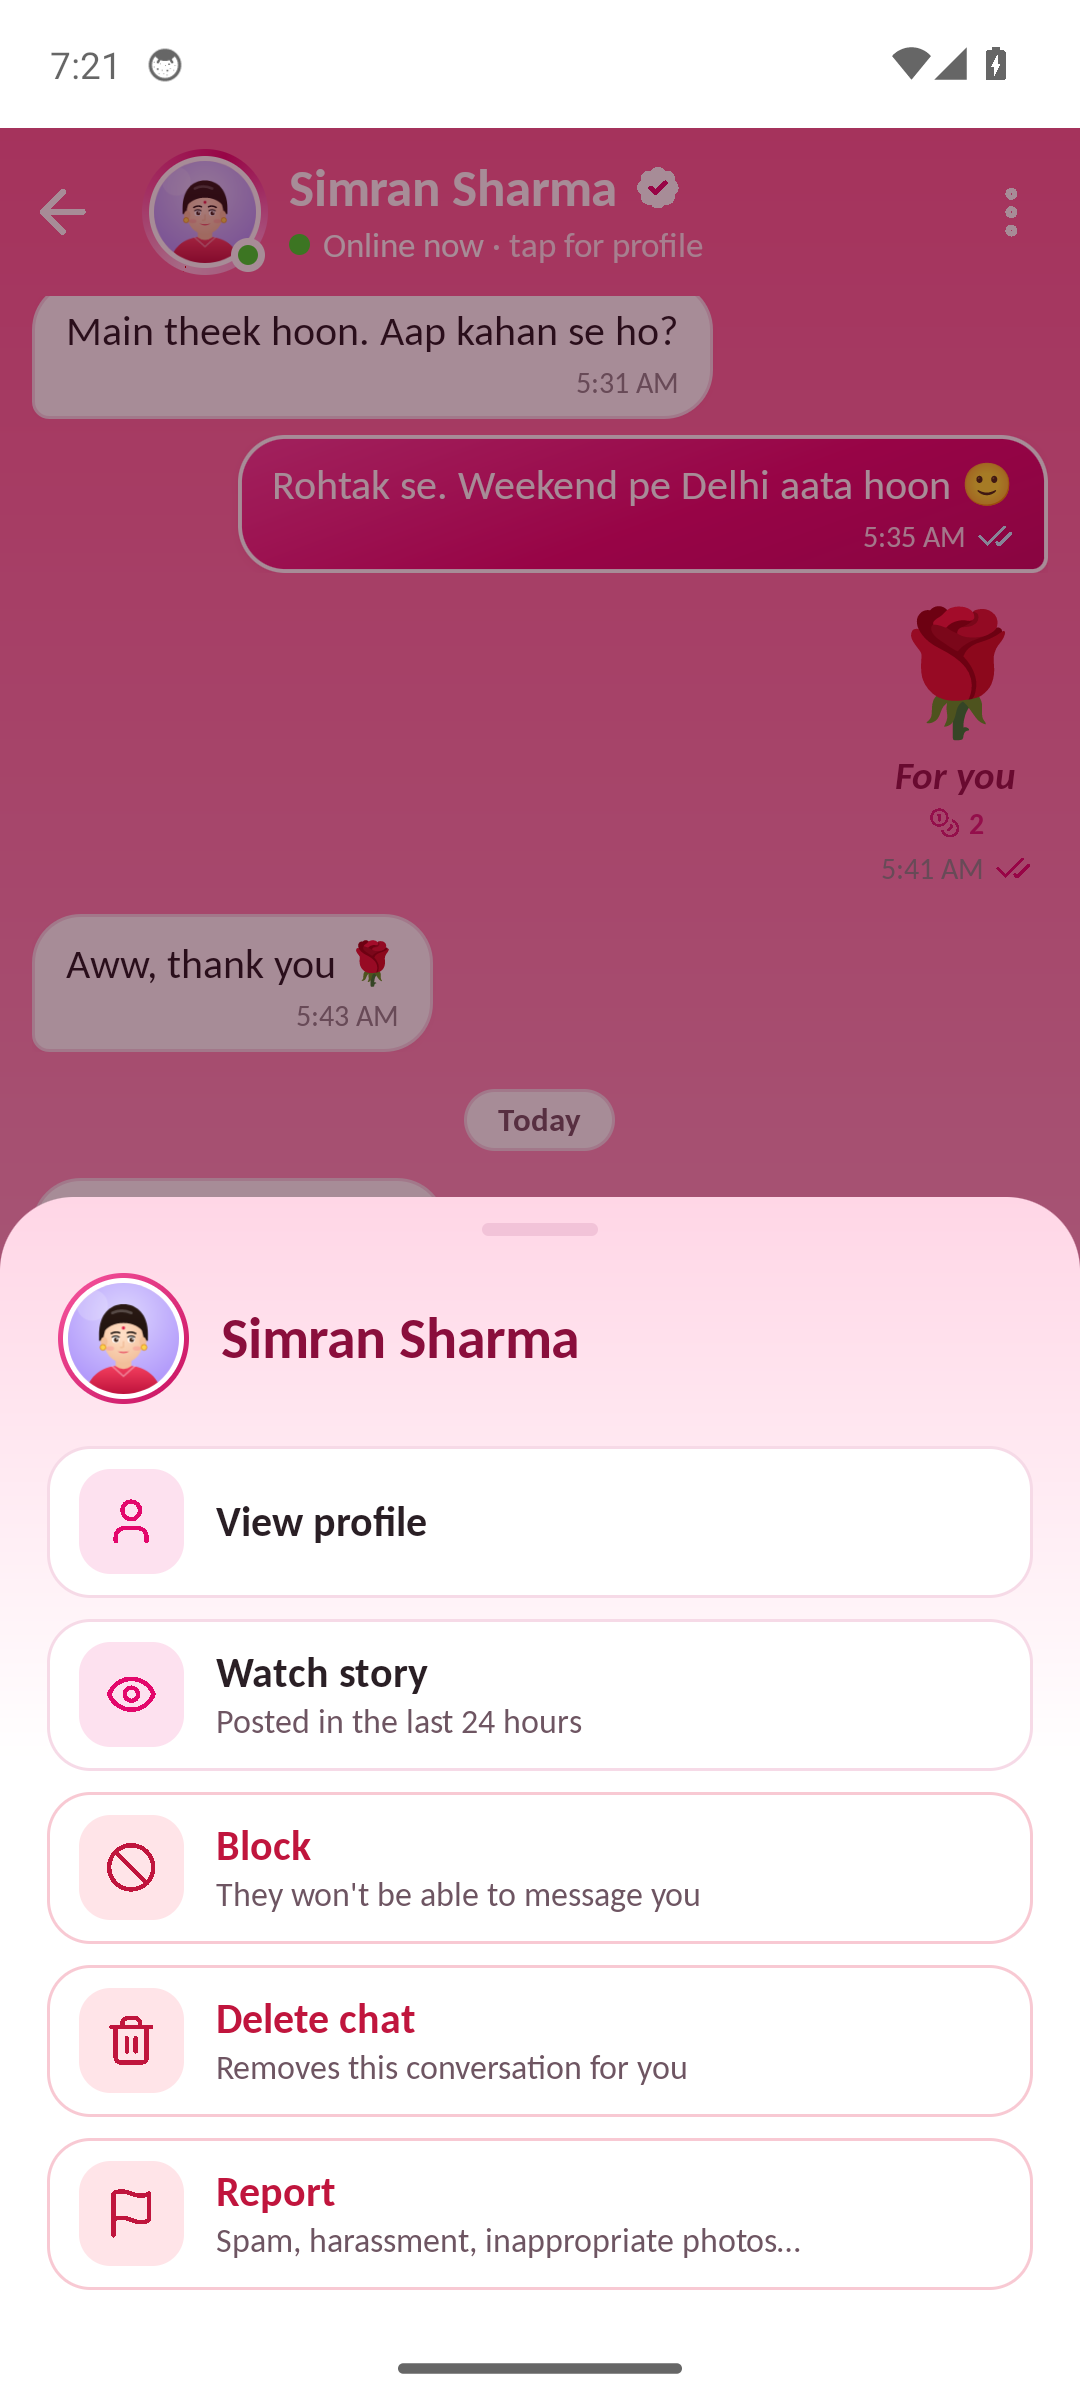 7:21
Simran Sharma
Online now · tap for profile
Main theek hoon. Aap kahan se ho?
5:31 AM
Rohtak se. Weekend pe Delhi aata hoon 🙂
5:35 AM
For you
2
5:41 AM
Aww, thank you 🌹
5:43 AM
Today
Simran Sharma
View profile
Watch story
Posted in the last 24 hours
Block
They won't be able to message you
Delete chat
Removes this conversation for you
Report
Spam, harassment, inappropriate photos...